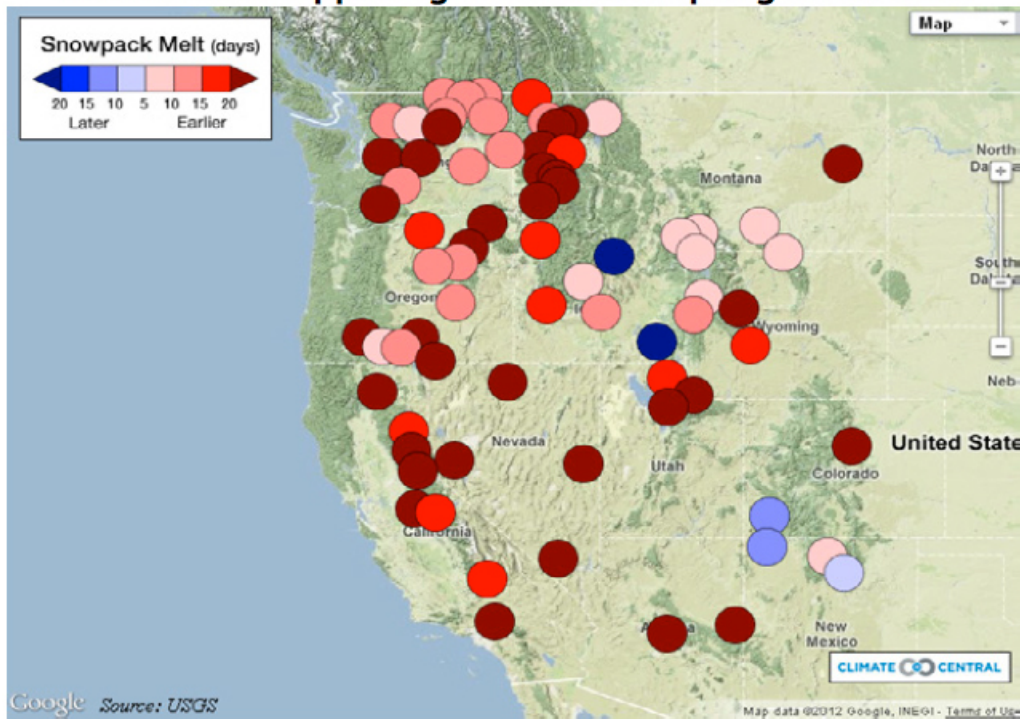 Map
Snowpack Melt (days)
20 15 10 5 10 15 20
Later Earlier
North
Montana
South
Oregon
Wyoming
Neb
Nevada
United State
Utah
Colorado
California
New
Mexico
CLIMATE CENTRAL
Google Source: USGS
Map data ©2012 Google, INEGI - Terms of Use